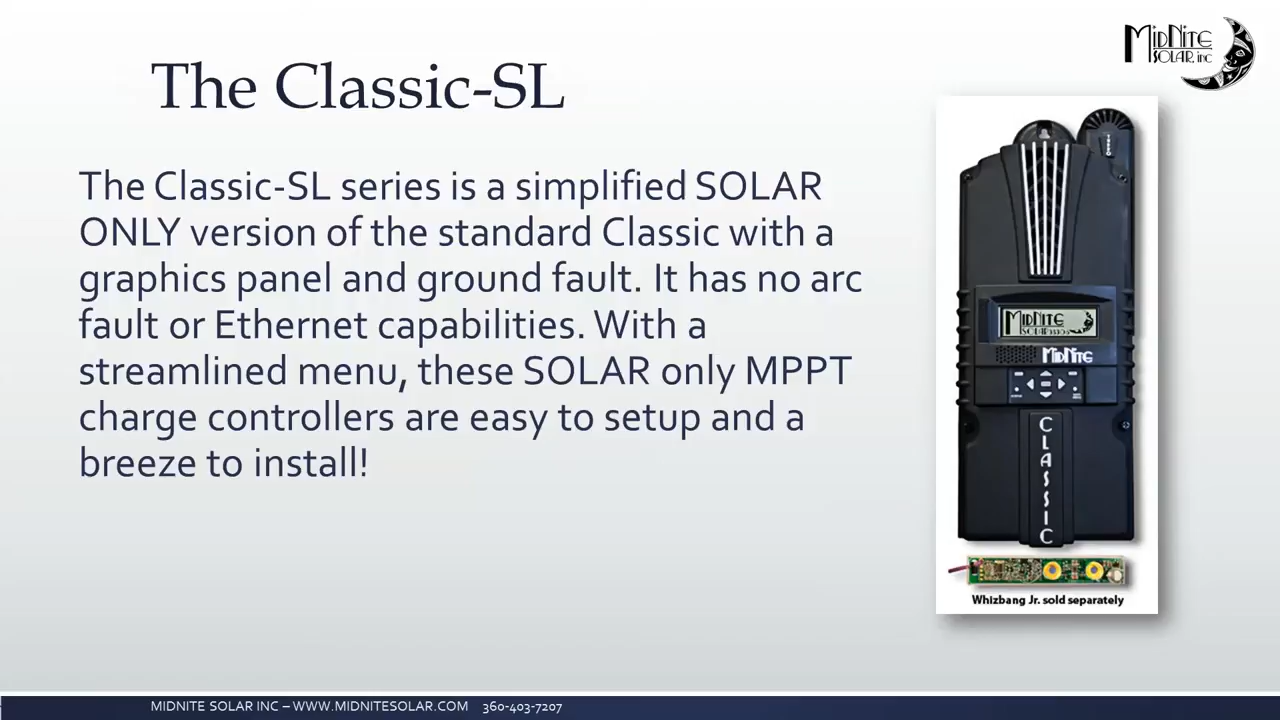 MidNite
SOLAR, inc
The Classic-SL
The Classic-SL series is a simplified SOLAR
ONLY version of the standard Classic with a
graphics panel and ground fault. It has no arc
fault or Ethernet capabilities. With a
streamlined menu, these SOLAR only MPPT
charge controllers are easy to setup and a
breeze to install!
MIDNITE
SOLAR
MidNite
CLASSIC
Whizbang Jr. sold separately
MIDNITE SOLAR INC – WWW.MIDNITESOLAR.COM 360-403-7207